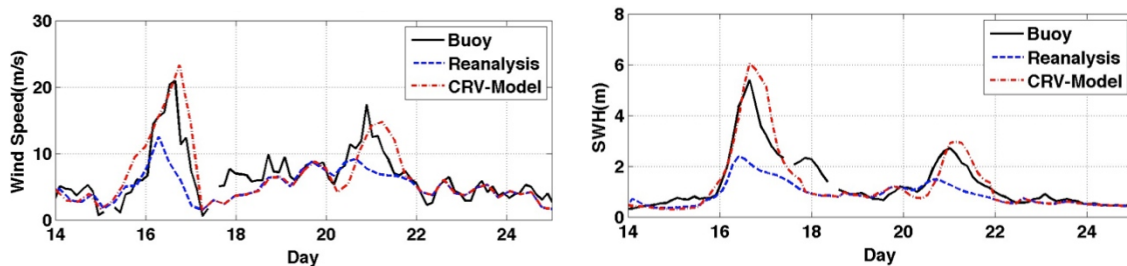 30
20
10
0
14 16 18 20 22 24
Wind Speed(m/s)
Day
Buoy
Reanalysis
CRV-Model
8
6
4
2
0
14 16 18 20 22 24
SWH(m)
Day
Buoy
Reanalysis
CRV-Model